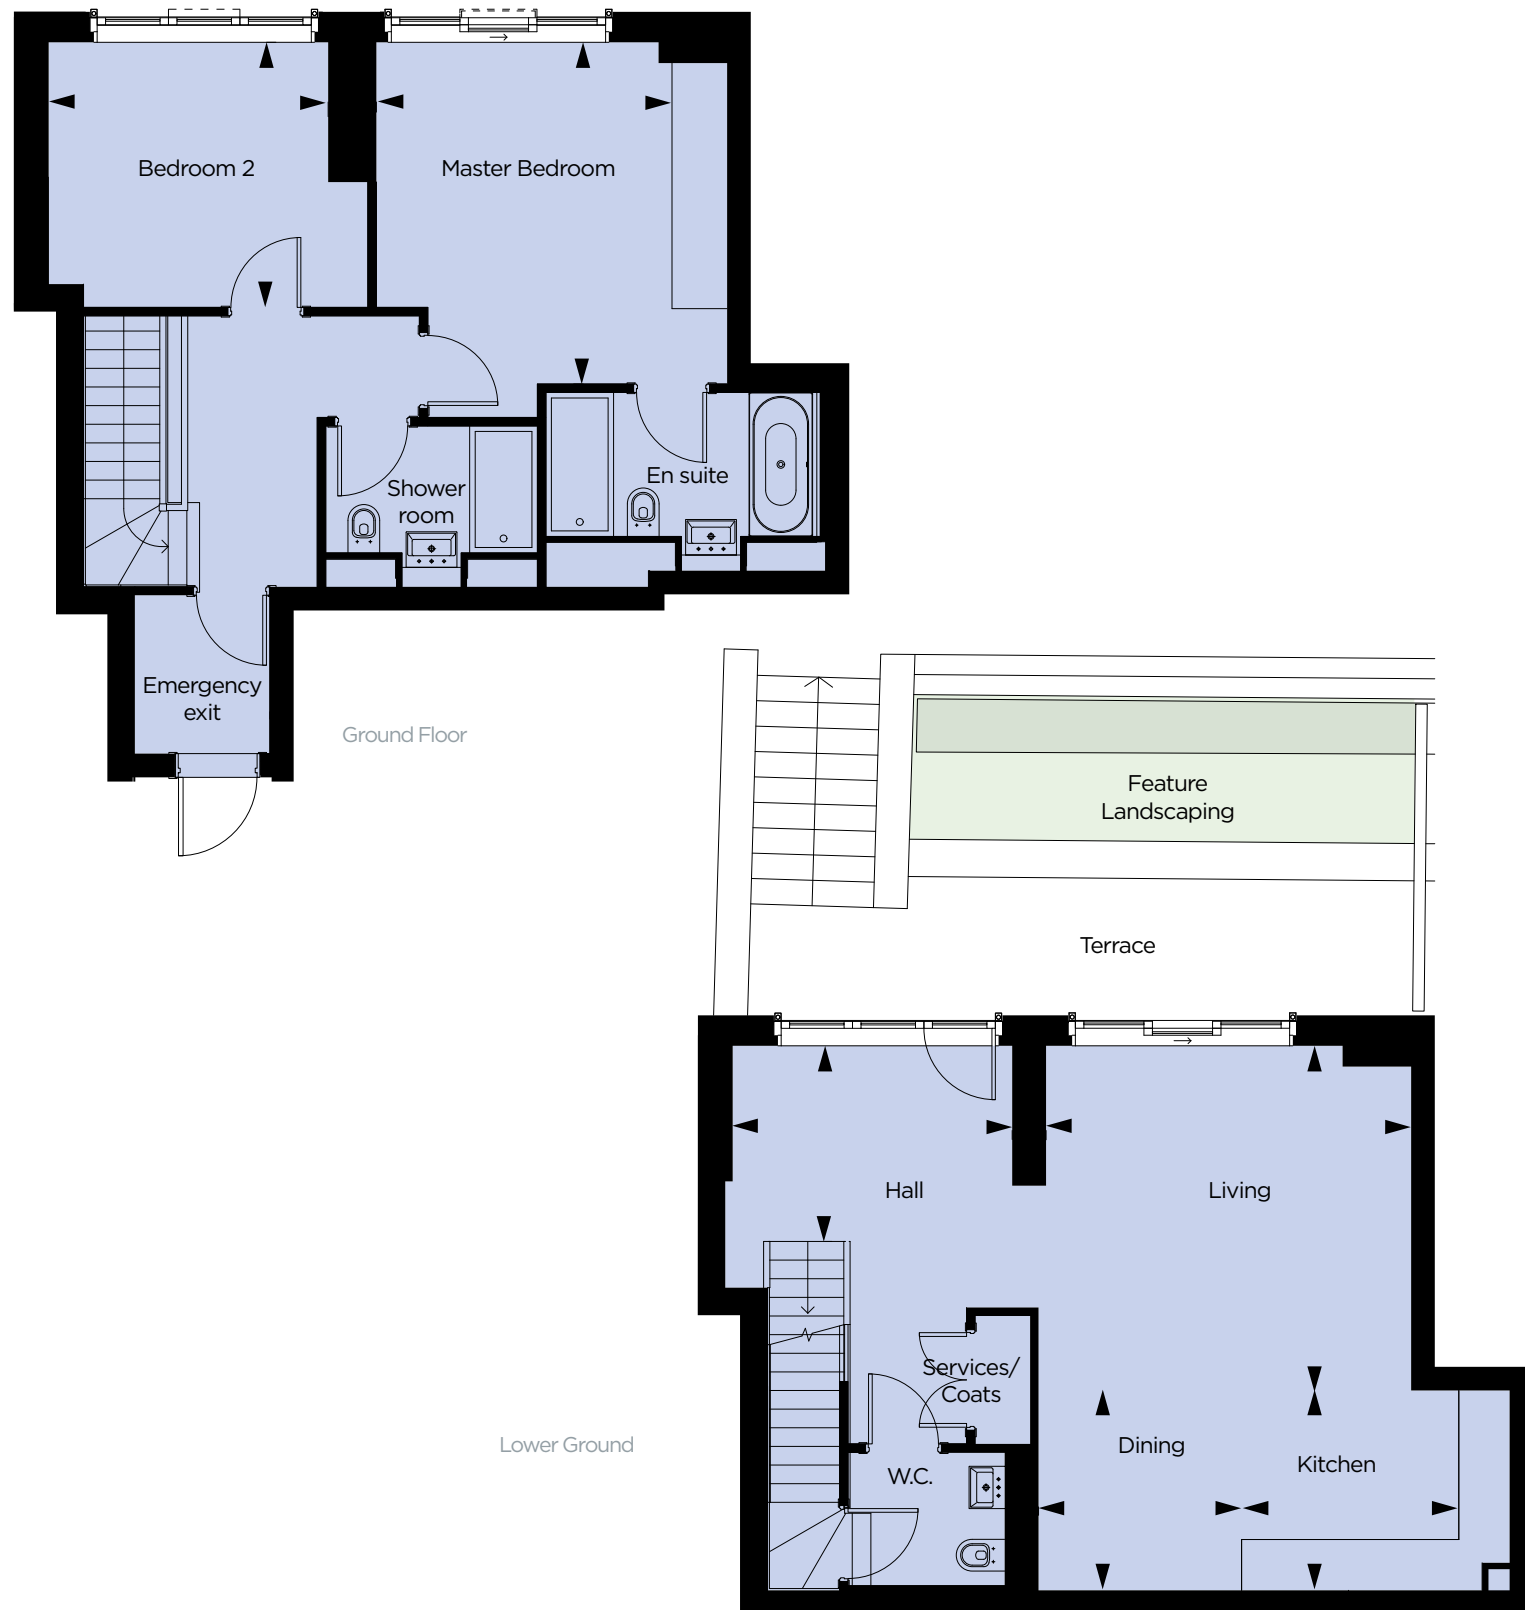 Bedroom 2
Master Bedroom
En suite
Shower
room
Emergency
exit
Ground Floor
Feature
Landscaping
Terrace
Hall
Living
Services/
Coats
Lower Ground
Dining
Kitchen
W.C.